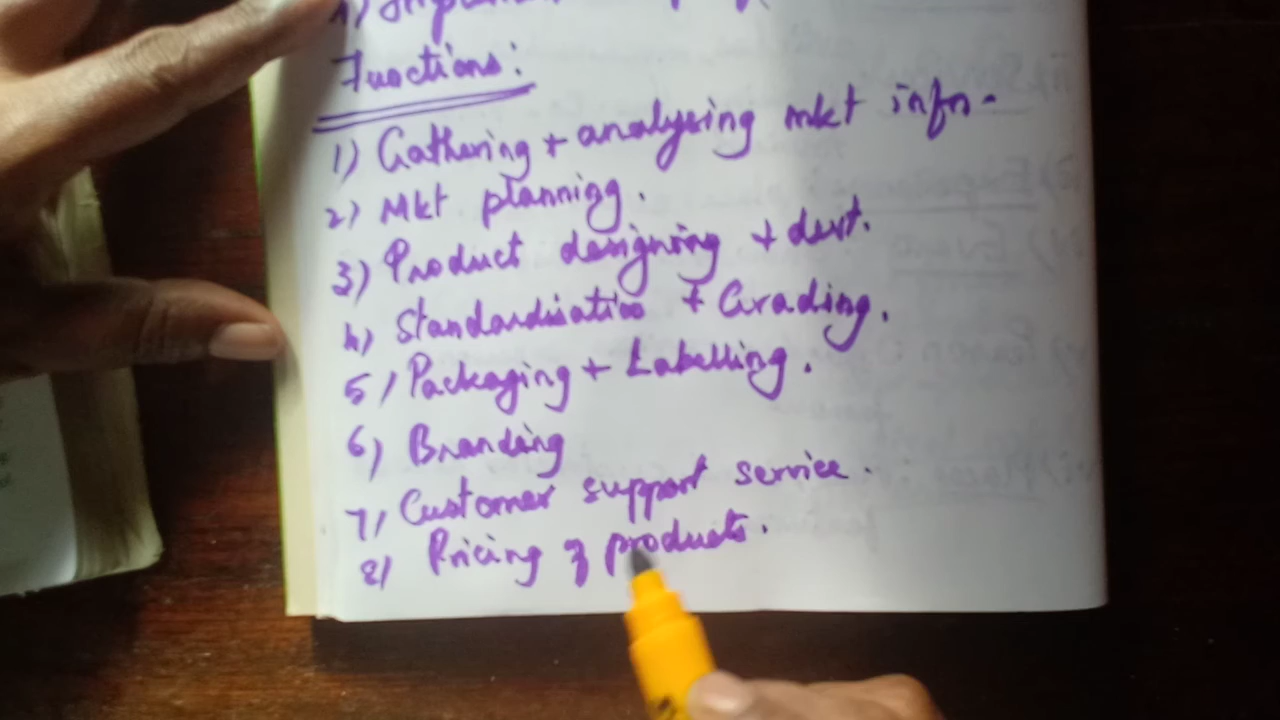 Functions:
1) Gathering + analysing mkt infn.
2) Mkt planning.
3) Product designing + devt.
4) Standardisation + Grading.
5) Packaging + Labelling.
6) Branding
7) Customer support service.
8) Pricing of products.